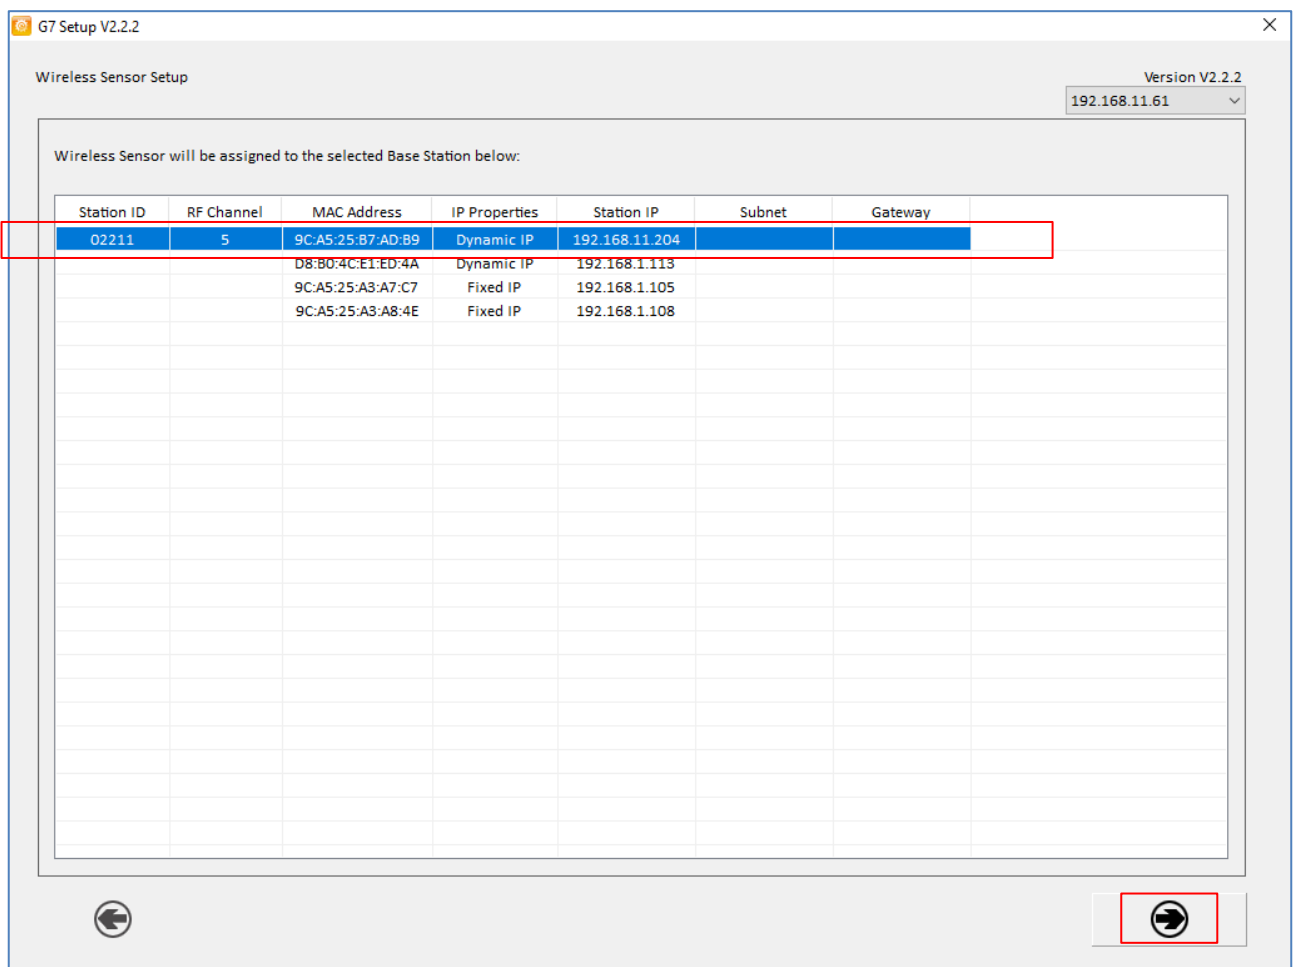 G7 Setup V2.2.2
Wireless Sensor Setup
Version V2.2.2
192.168.11.61
Wireless Sensor will be assigned to the selected Base Station below:
Station ID RF Channel MAC Address IP Properties Station IP Subnet Gateway
02211 5 9C:A5:25:B7:AD:B9 Dynamic IP 192.168.11.204
D8:B0:4C:E1:ED:4A Dynamic IP 192.168.1.113
9C:A5:25:A3:A7:C7 Fixed IP 192.168.1.105
9C:A5:25:A3:A8:4E Fixed IP 192.168.1.108